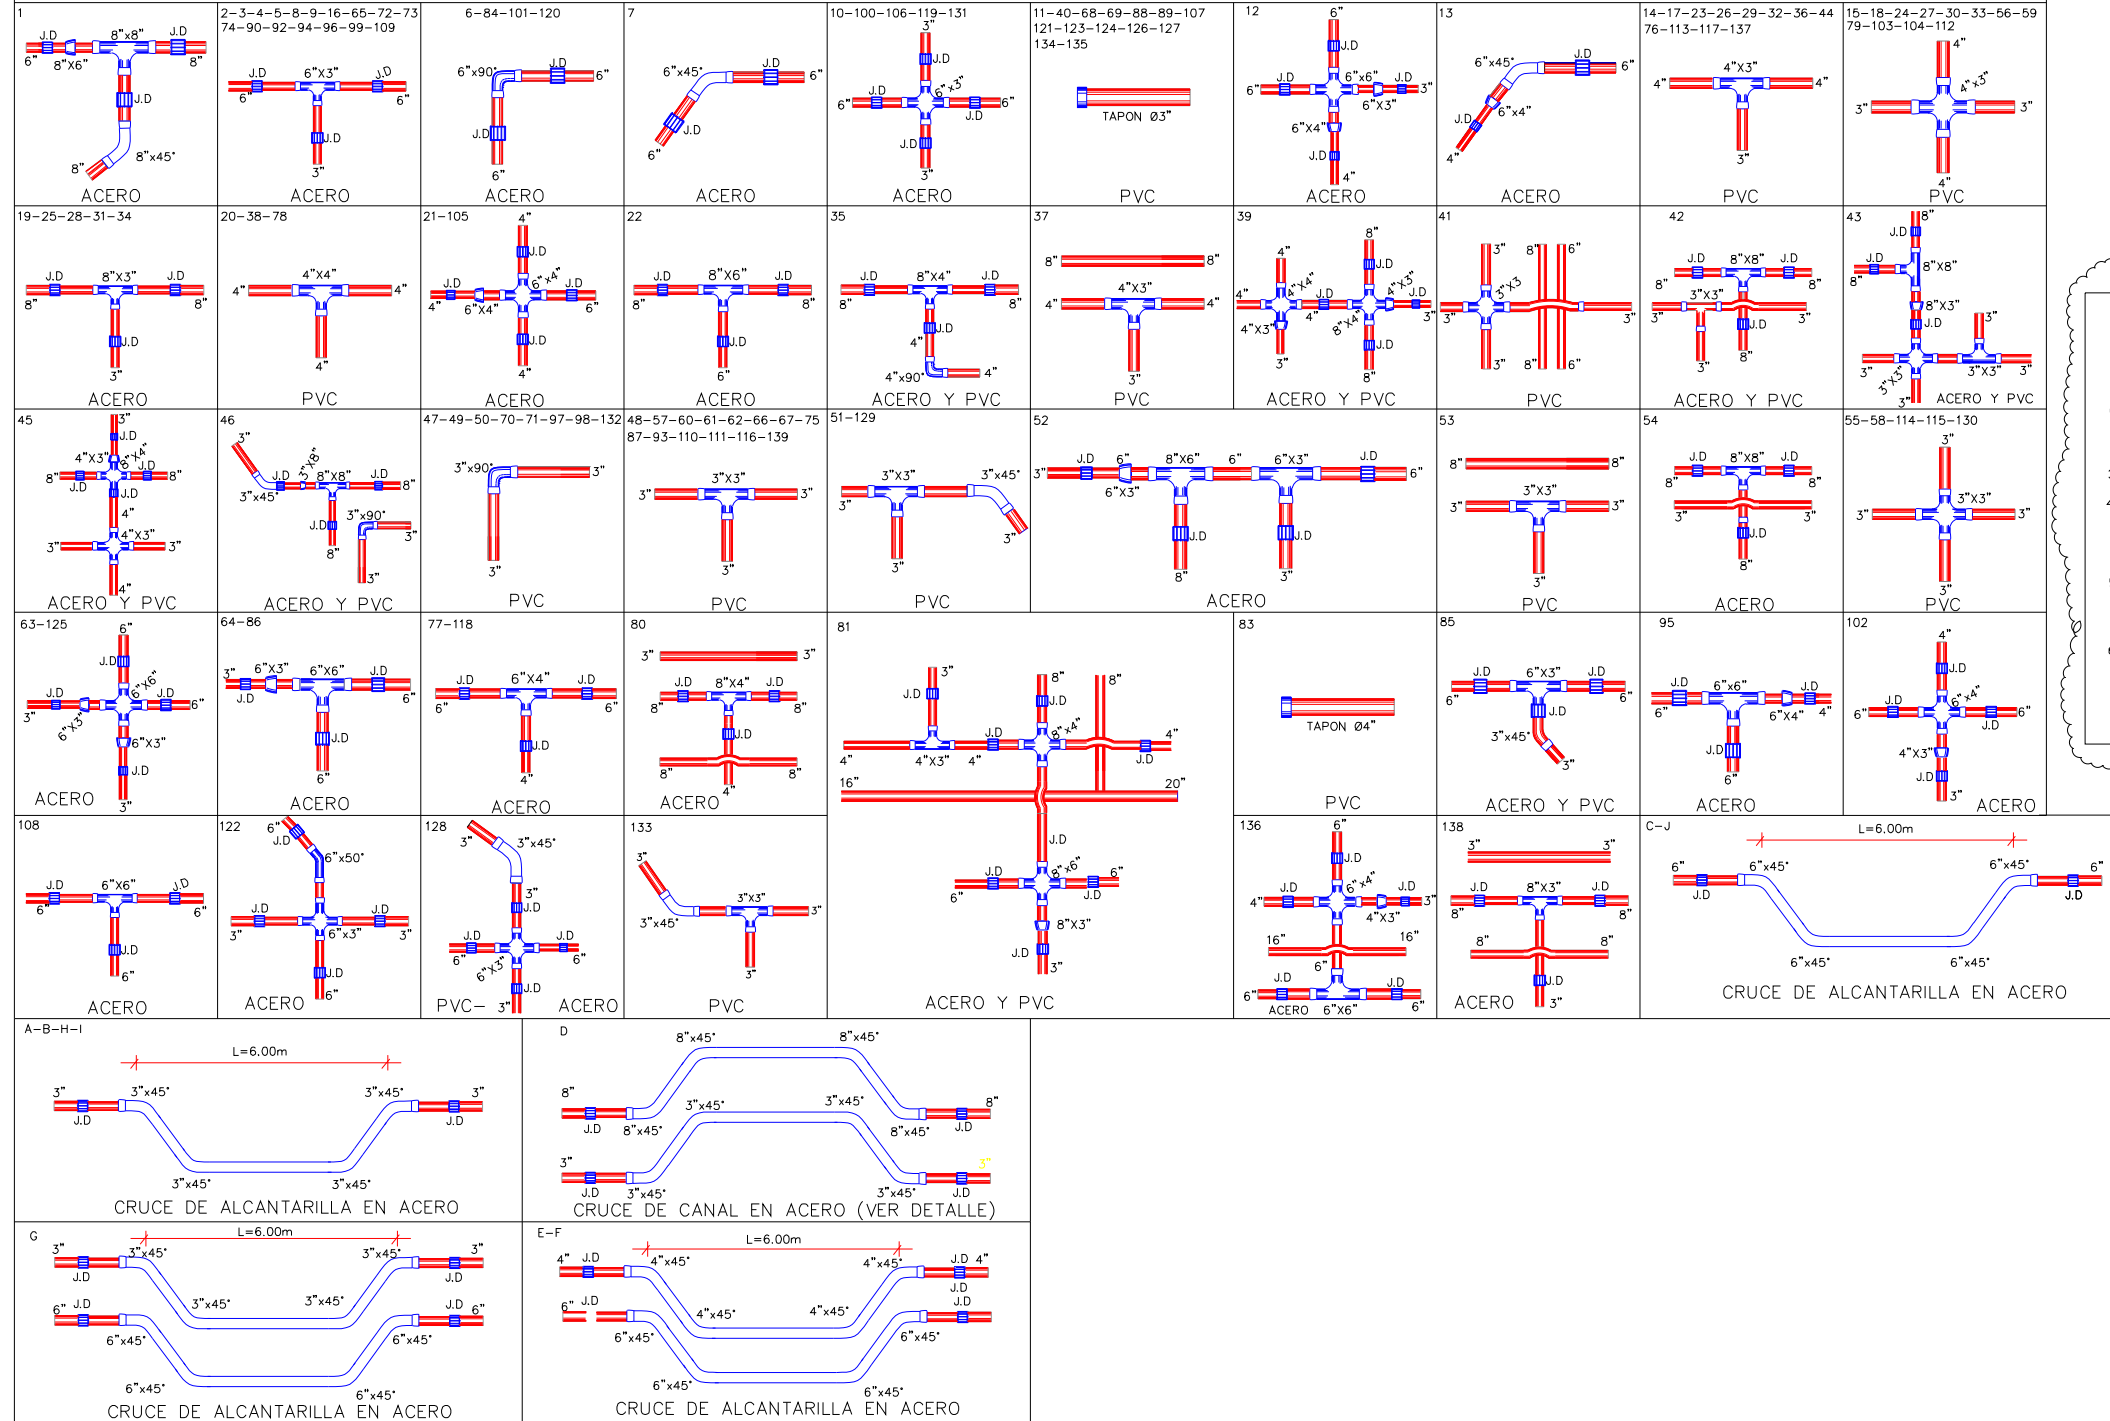 1
J.D
8"x8"
J.D
6"
8"X6"
8"
J.D
8"x45°
8"
ACERO
2-3-4-5-8-9-16-65-72-73
74-90-92-94-96-99-109
J.D
6"X3"
J.D
6"
6"
J.D
3"
ACERO
6-84-101-120
6"x90°
J.D
6"
J.D
6"
ACERO
7
6"x45°
J.D
6"
J.D
6"
ACERO
10-100-106-119-131
3"
J.D
J.D
6"x3"
6"
6"
J.D
J.D
3"
ACERO
11-40-68-69-88-89-107
121-123-124-126-127
134-135
TAPON Ø3"
PVC
12
6"
J.D
J.D
6"x6"
J.D
6"
3"
6"X3"
6"X4"
J.D
4"
ACERO
13
6"x45°
J.D
6"
6"x4"
J.D
4"
ACERO
14-17-23-26-29-32-36-44
76-113-117-137
4"X3"
4"
4"
3"
PVC
15-18-24-27-30-33-56-59
79-103-104-112
4"
4"x3"
3"
3"
4"
PVC
19-25-28-31-34
J.D
8"X3"
J.D
8"
8"
J.D
3"
ACERO
20-38-78
4"X4"
4"
4"
4"
PVC
21-105
4"
J.D
J.D
6"x4"
J.D
4"
6"X4"
6"
J.D
4"
ACERO
22
J.D
8"X6"
J.D
8"
8"
J.D
6"
ACERO
35
J.D
8"X4"
J.D
8"
8"
J.D
4"
4"x90°
4"
ACERO Y PVC
37
8"
8"
4"X3"
4"
4"
3"
PVC
39
8"
4"
J.D
4"X4"
4"X3"
4"
J.D
J.D
4"
3"
4"X3"
8"X4"
J.D
3"
8"
ACERO Y PVC
41
3"
8"
6"
3"X3
3"
3"
3"
8"
6"
PVC
42
J.D
8"X8"
J.D
8"
8"
3"X3"
3"
J.D
3"
8"
ACERO Y PVC
43
8"
J.D
J.D
8"X8"
8"
8"X3"
J.D
3"
3"
3"X3"
3"X3"
3"
3"
ACERO Y PVC
45
3"
J.D
4"X3"
8"X4"
J.D
8"
8"
J.D
J.D
4"
4"X3"
3"
3"
4"
ACERO Y PVC
46
3"
J.D
3"X8"
8"X8"
J.D
8"
3"x45°
J.D
3"x90°
3"
8"
3"
ACERO Y PVC
47-49-50-70-71-97-98-132
3"x90°
3"
3"
PVC
48-57-60-61-62-66-67-75
87-93-110-111-116-139
3"X3"
3"
3"
3"
PVC
51-129
3"X3"
3"x45°
3"
3"
3"
PVC
52
J.D
6"
8"X6"
6"
6"X3"
J.D
3"
6"
6"X3"
J.D
J.D
8"
3"
ACERO
53
8"
8"
3"X3"
3"
3"
3"
PVC
54
J.D
8"X8"
J.D
8"
8"
3"
3"
J.D
8"
ACERO
55-58-114-115-130
3"
3"X3"
3"
3"
3"
PVC
63-125
6"
J.D
6"X6"
J.D
J.D
3"
6"
6"X3"
6"X3"
J.D
3"
ACERO
64-86
3"
6"X3"
6"X6"
J.D
J.D
6"
J.D
6"
ACERO
77-118
J.D
6"X4"
J.D
6"
6"
J.D
4"
ACERO
80
3"
3"
J.D
8"X4"
J.D
8"
8"
J.D
8"
8"
4"
ACERO
81
3"
J.D
8"
J.D
8"
8"x4"
J.D
4"
4"
4"X3"
J.D
16"
20"
J.D
8"x6"
J.D
6"
6"
J.D
8"X3"
J.D
3"
ACERO Y PVC
83
TAPON Ø4"
PVC
85
J.D
6"X3"
J.D
6"
6"
J.D
3"x45°
3"
ACERO Y PVC
95
J.D
6"x6"
J.D
6"
6"X4"
4"
J.D
6"
ACERO
102
4"
J.D
J.D
6"x4"
6"
6"
J.D
4"X3"
J.D
3"
ACERO
108
J.D
6"X6"
J.D
6"
6"
J.D
6"
ACERO
122
6"
J.D
6"x50°
J.D
J.D
3"
6"x3"
3"
J.D
6"
ACERO
128
3"
3"x45°
3"
J.D
J.D
J.D
6"
6"X3"
6"
J.D
PVC-
3"
ACERO
133
3"
3"X3"
3"x45°
3"
3"
PVC
136
6"
J.D
J.D
6"x4"
J.D
4"
4"X3"
3"
16"
16"
6"
J.D
J.D
6"
6"
ACERO
6"X6"
138
3"
3"
J.D
8"X3"
J.D
8"
8"
8"
8"
J.D
3"
ACERO
C-J
L=6.00m
6"
6"x45°
6"x45°
6"
J.D
J.D
6"x45°
6"x45°
CRUCE DE ALCANTARILLA EN ACERO
A-B-H-I
L=6.00m
3"
3"x45°
3"x45°
3"
J.D
J.D
3"x45°
3"x45°
CRUCE DE ALCANTARILLA EN ACERO
D
8"x45°
8"x45°
8"
8"
J.D
8"x45°
3"x45°
3"x45°
8"x45°
J.D
3"
3"
J.D
3"x45°
3"x45°
J.D
CRUCE DE CANAL EN ACERO (VER DETALLE)
G
L=6.00m
3"
3"x45°
3"x45°
3"
J.D
J.D
3"x45°
3"x45°
6"
J.D
J.D
6"
6"x45°
6"x45°
6"x45°
6"x45°
CRUCE DE ALCANTARILLA EN ACERO
E-F
L=6.00m
4"
J.D
4"x45°
4"x45°
J.D
4"
J.D
6"
J.D
4"x45°
4"x45°
J.D
6"x45°
6"x45°
6"x45°
6"x45°
CRUCE DE ALCANTARILLA EN ACERO